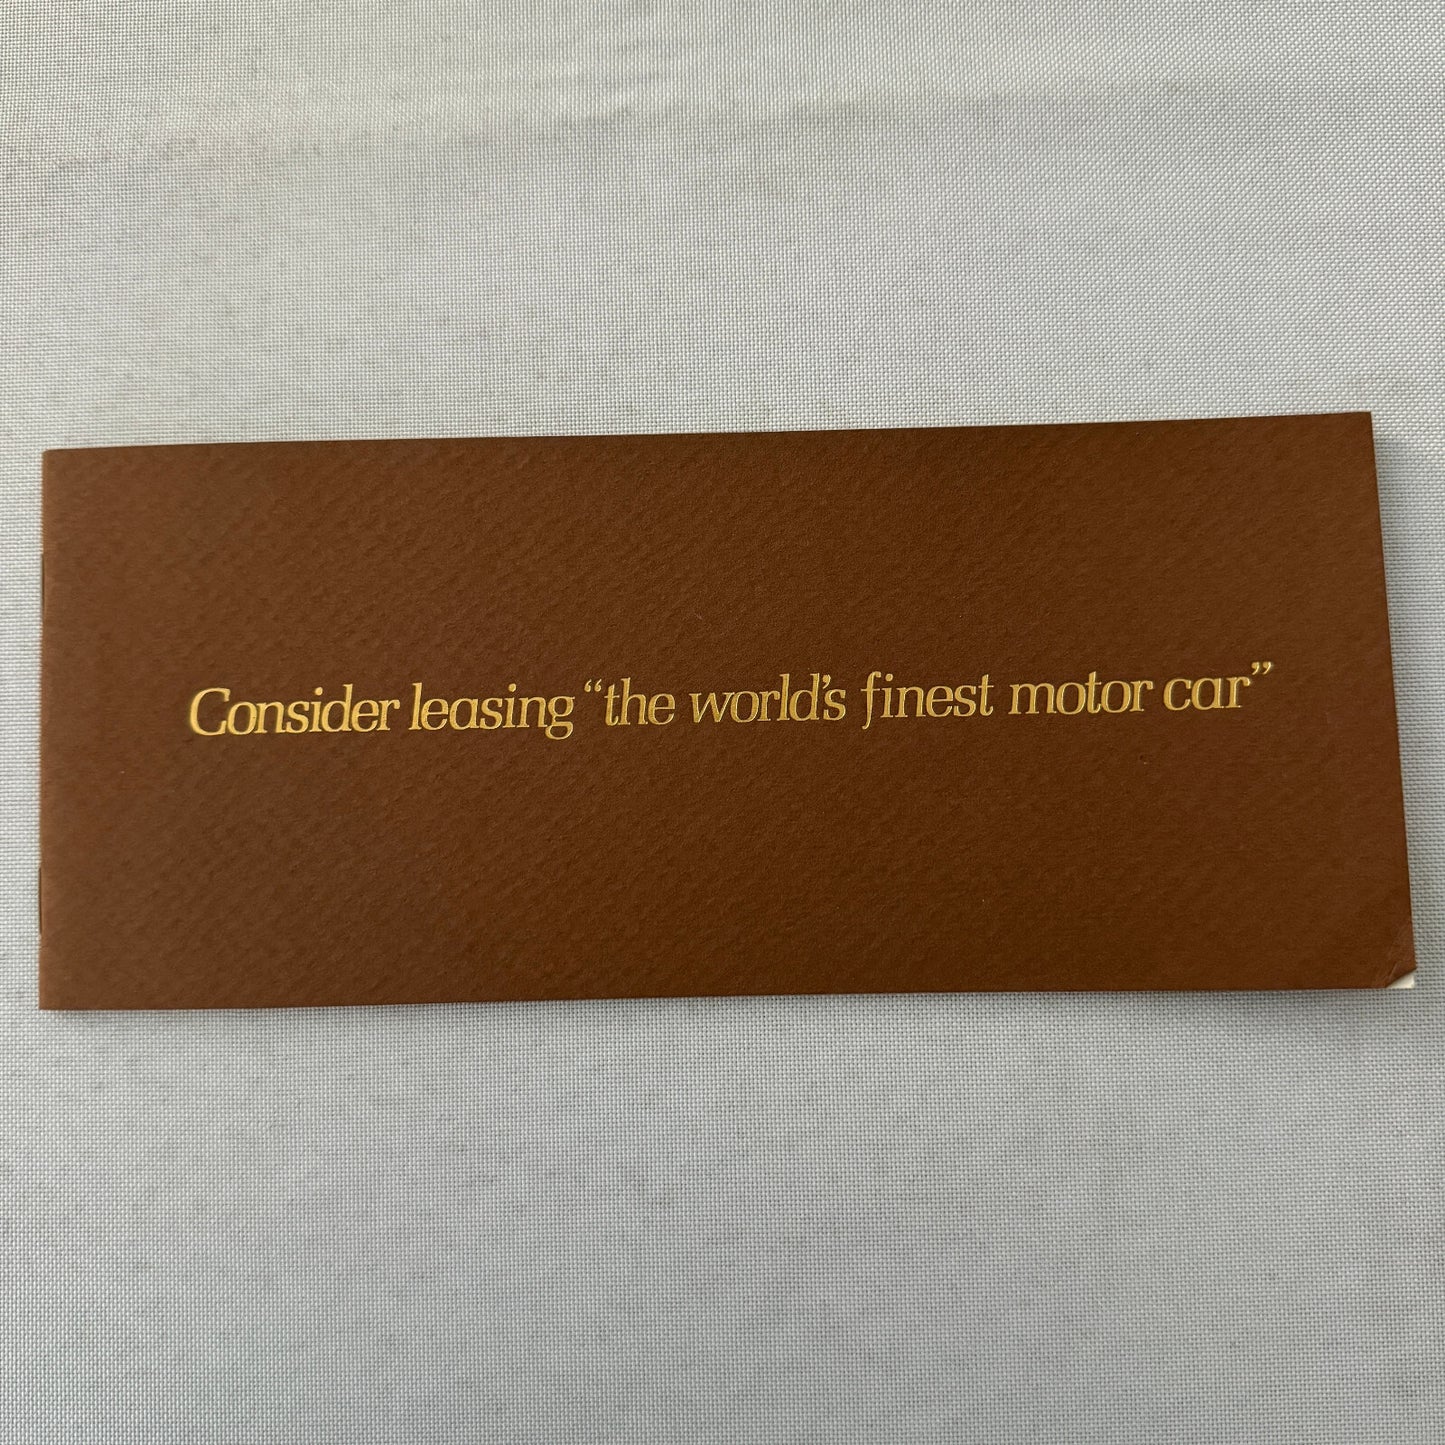 Consider leasing “the world's finest motor car”